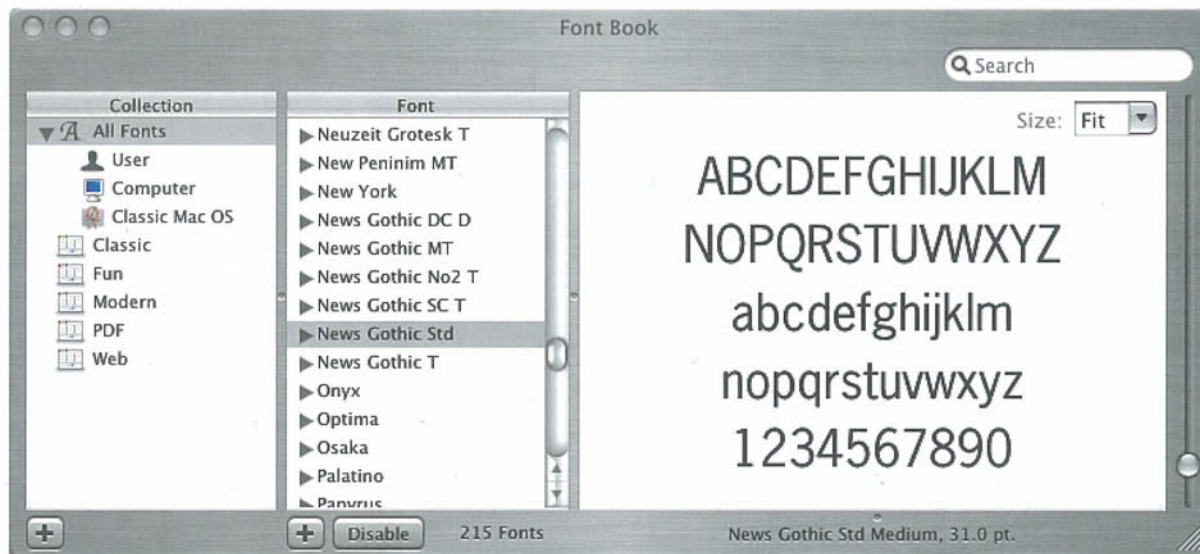 Font Book
Search
Collection
All Fonts
User
Computer
Classic Mac OS
Classic
Fun
Modern
PDF
Web
Font
Neuzeit Grotesk T
New Peninim MT
New York
News Gothic DC D
News Gothic MT
News Gothic No2 T
News Gothic SC T
News Gothic Std
News Gothic T
Onyx
Optima
Osaka
Palatino
Papyrus
Disable
215 Fonts
Size: Fit
ABCDEFGHIJKLM
NOPQRSTUVWXYZ
abcdefghijklm
nopqrstuvwxyz
1234567890
News Gothic Std Medium, 31.0 pt.